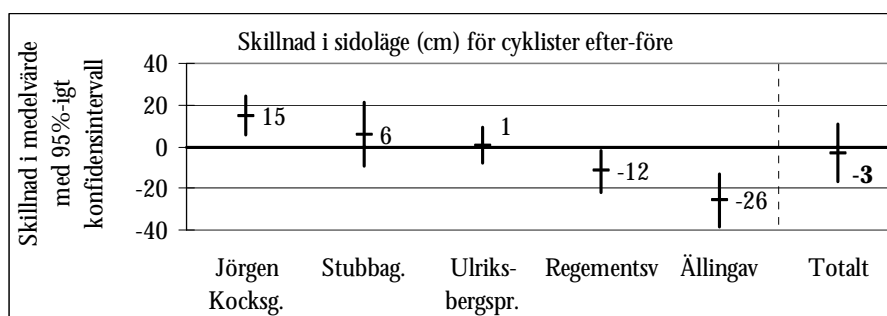 Skillnad i sidoläge (cm) för cyklister efter-före
Skillnad i medelvärde
med 95%-igt
konfidensintervall
40
20
0
-20
-40
15
6
1
-12
-26
-3
Jörgen
Kocksg.
Stubbag.
Ulriks-
bergspr.
Regementsv
Ällingav
Totalt